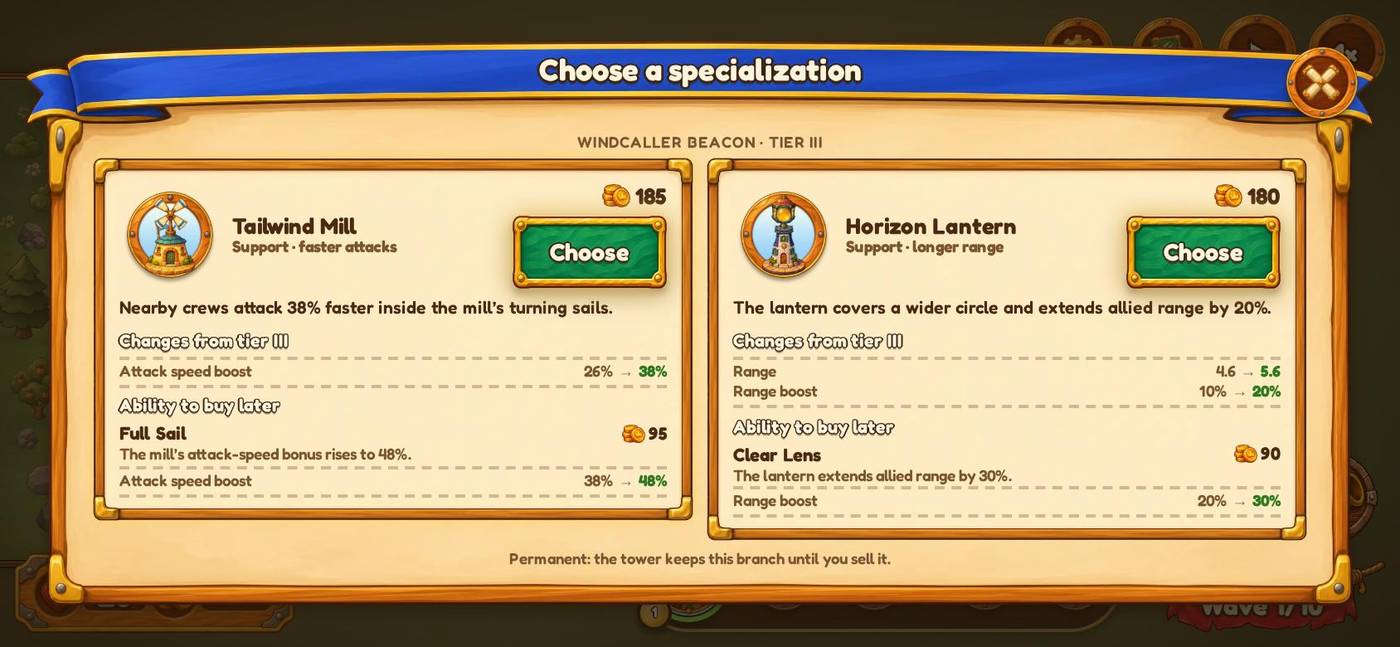 Choose a specialization
WINDCALLER BEACON · TIER III
185
Tailwind Mill
Support · faster attacks
Choose
Nearby crews attack 38% faster inside the mill's turning sails.
Changes from tier III
Attack speed boost 26% → 38%
Ability to buy later
Full Sail 95
The mill's attack-speed bonus rises to 48%.
Attack speed boost 38% → 48%
180
Horizon Lantern
Support · longer range
Choose
The lantern covers a wider circle and extends allied range by 20%.
Changes from tier III
Range 4.6 → 5.6
Range boost 10% → 20%
Ability to buy later
Clear Lens 90
The lantern extends allied range by 30%.
Range boost 20% → 30%
Permanent: the tower keeps this branch until you sell it.
1
Wave 1/10